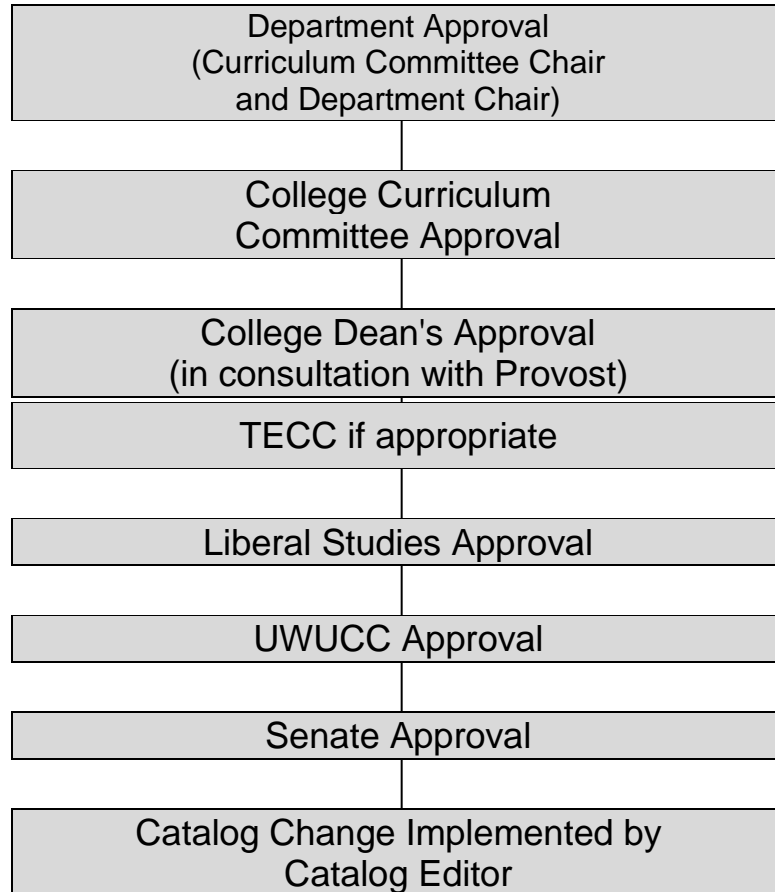 Department Approval
(Curriculum Committee Chair
and Department Chair)
College Curriculum
Committee Approval
College Dean's Approval
(in consultation with Provost)
TECC if appropriate
Liberal Studies Approval
UWUCC Approval
Senate Approval
Catalog Change Implemented by
Catalog Editor